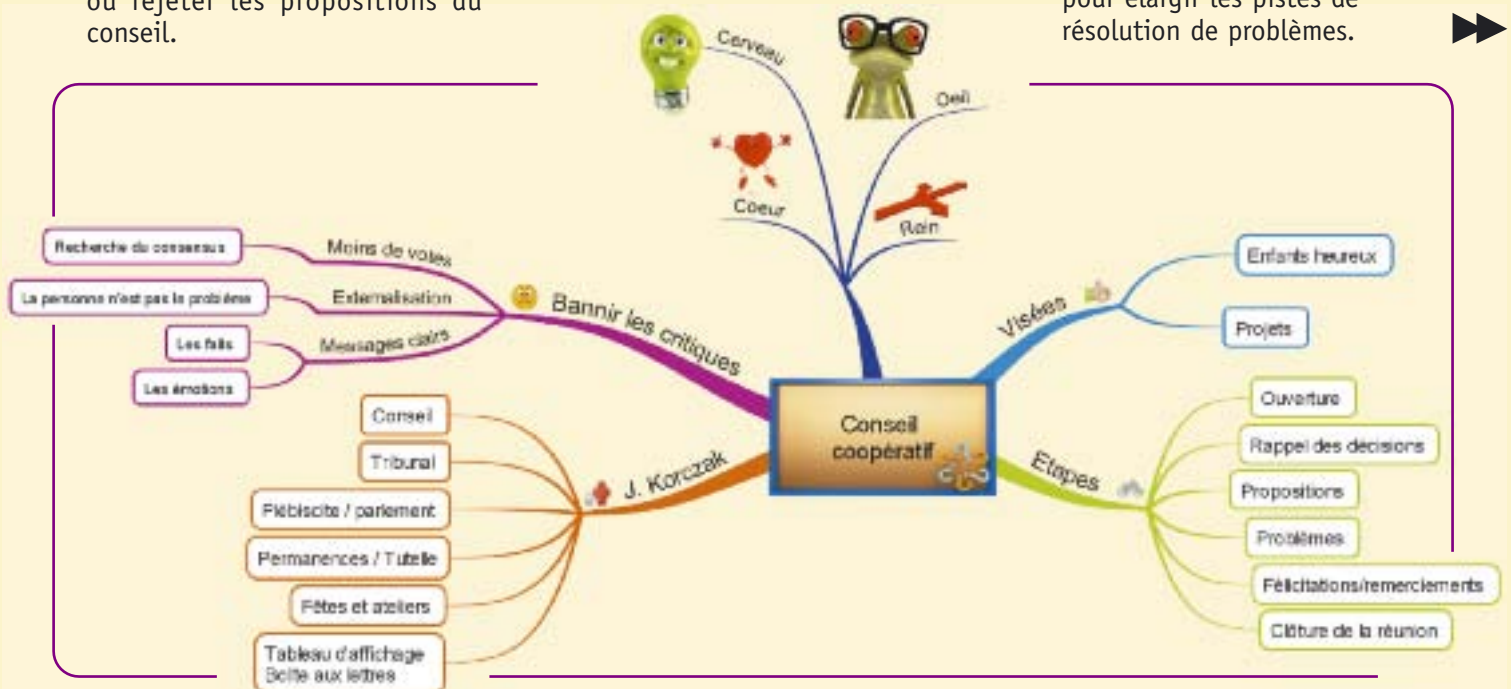 ou rejeter les propositions du
conseil.
pour élargir les pistes de
résolution de problèmes.
Cerveau
Oeil
Coeur
Rein
Recherche du consensus
Moins de votes
La personne n'est pas le problème
Externalisation
Les faits
Messages clairs
Les émotions
Bannir les critiques
Visées
Enfants heureux
Projets
Conseil
coopératif
Conseil
Tribunal
Plébiscite / parlement
Permanences / Tutelle
Fêtes et ateliers
Tableau d'affichage
Boîte aux lettres
J. Korczak
Etapes
Ouverture
Rappel des décisions
Propositions
Problèmes
Félicitations/remerciements
Clôture de la réunion